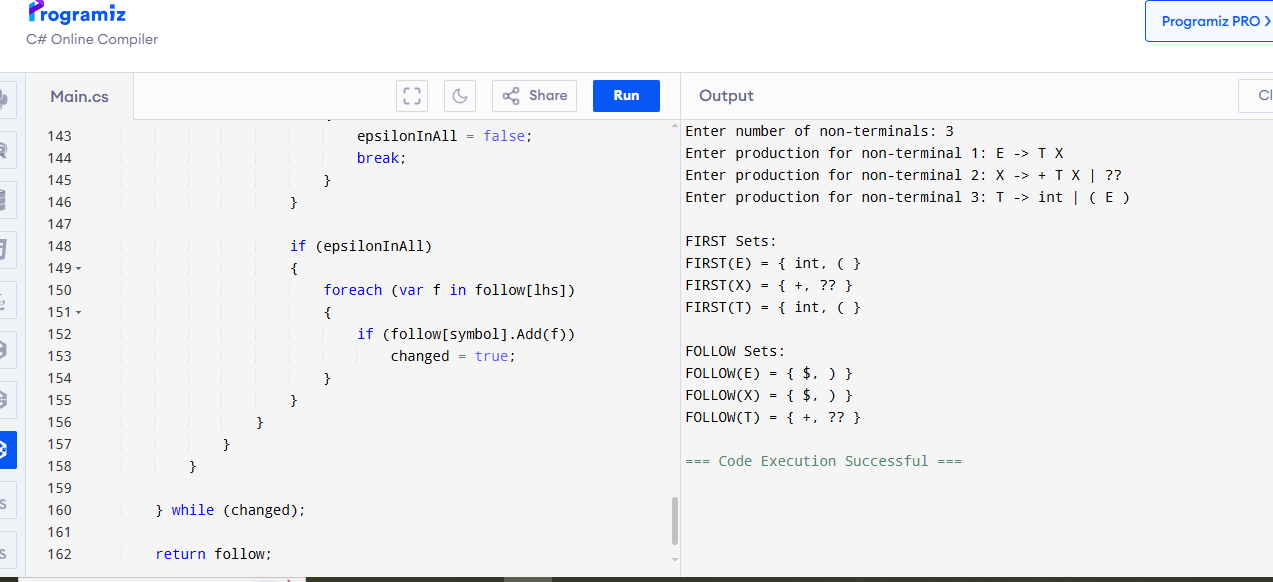 Programiz
C# Online Compiler
Programiz PRO >
Main.cs
Share
Run
Output
143 epsilonInAll = false;
144 break;
145 }
146 }
147
148 if (epsilonInAll)
149 {
150 foreach (var f in follow[lhs])
151 {
152 if (follow[symbol].Add(f))
153 changed = true;
154 }
155 }
156 }
157 }
158 }
159
160 } while (changed);
161
162 return follow;
Enter number of non-terminals: 3
Enter production for non-terminal 1: E -> T X
Enter production for non-terminal 2: X -> + T X | ??
Enter production for non-terminal 3: T -> int | ( E )
FIRST Sets:
FIRST(E) = { int, ( }
FIRST(X) = { +, ?? }
FIRST(T) = { int, ( }
FOLLOW Sets:
FOLLOW(E) = { $, ) }
FOLLOW(X) = { $, ) }
FOLLOW(T) = { +, ?? }
=== Code Execution Successful ===